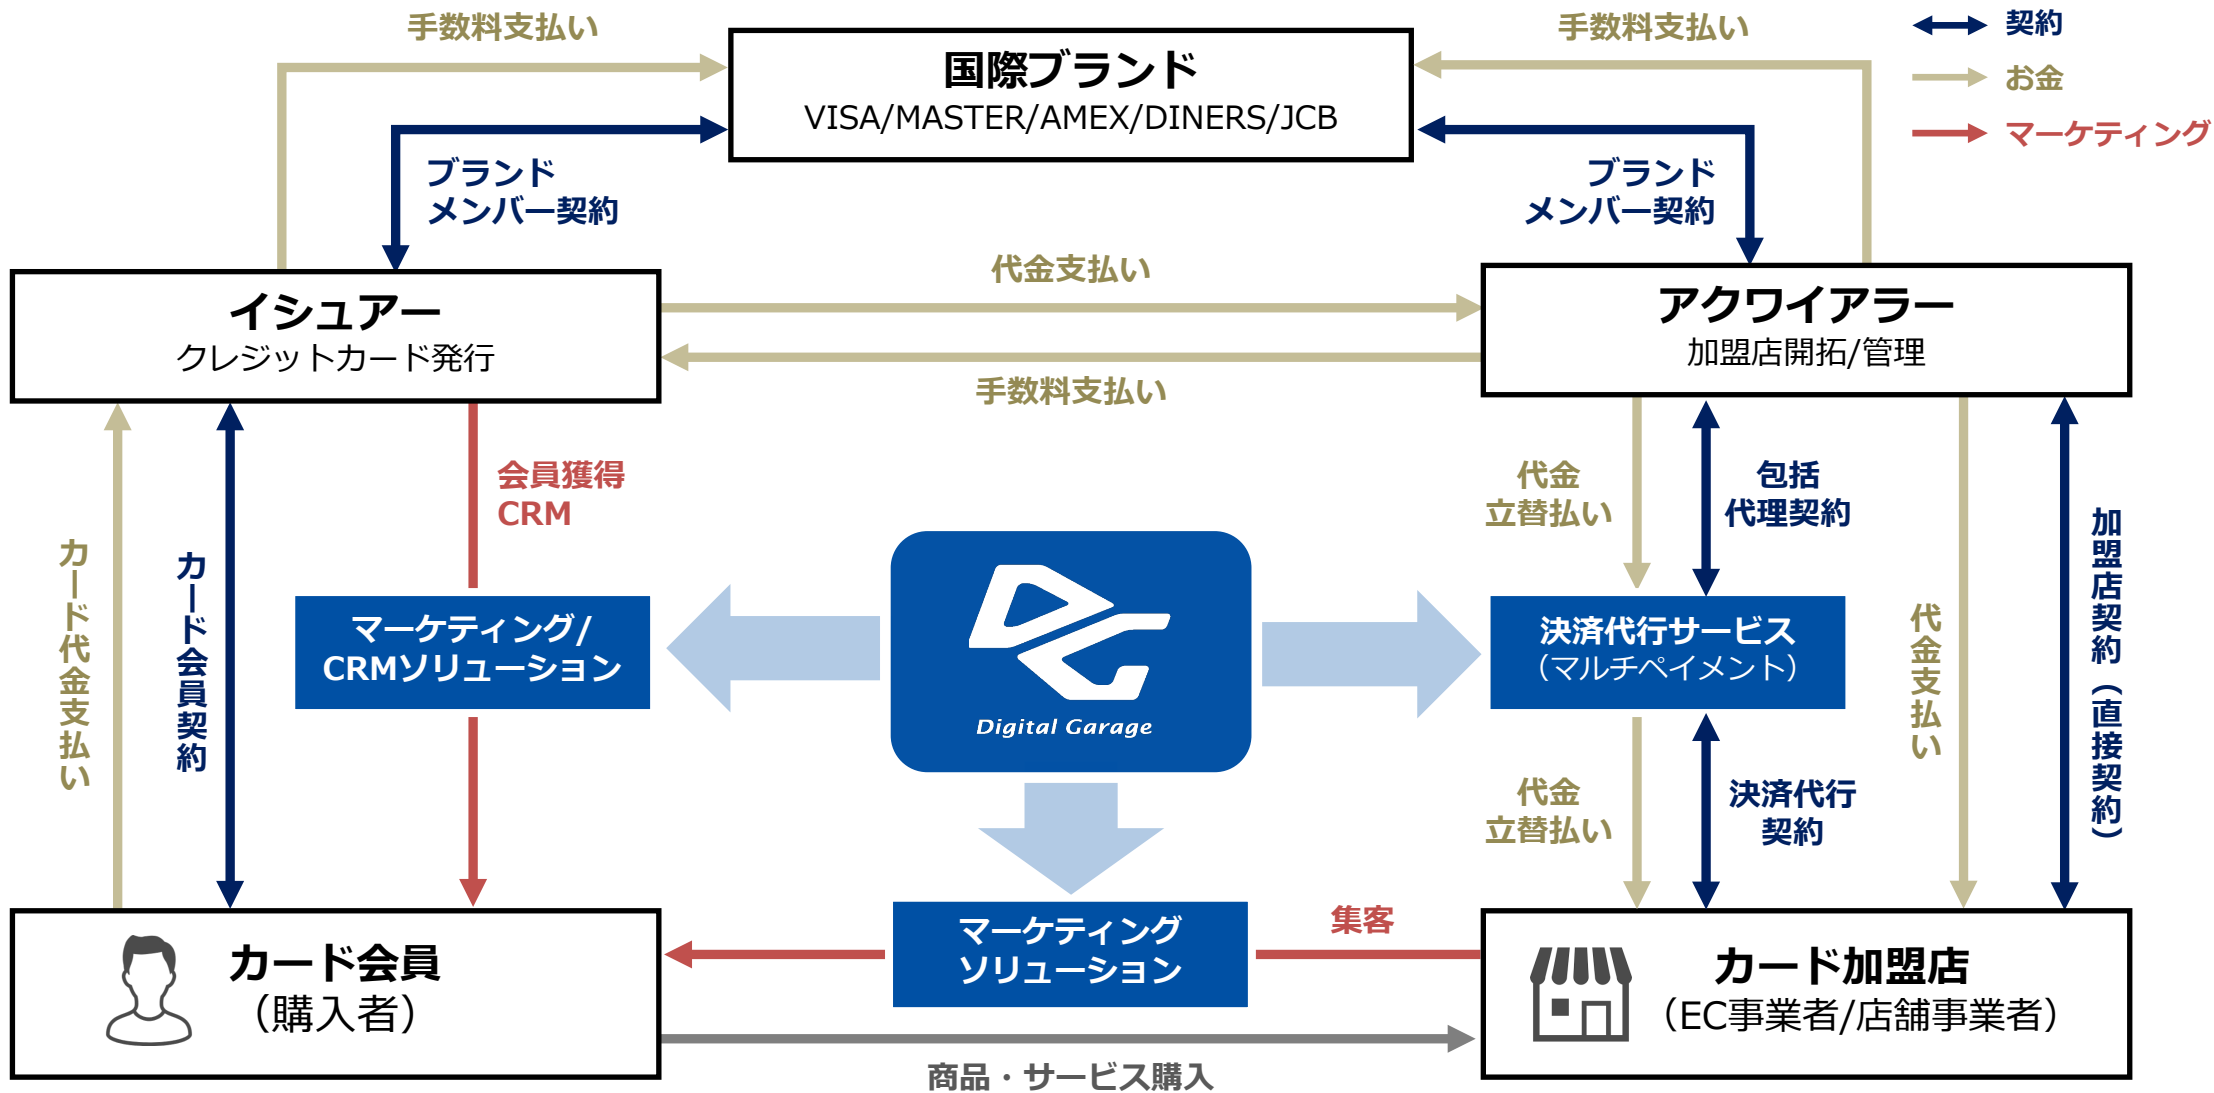 手数料支払い
国際ブランド
VISA/MASTER/AMEX/DINERS/JCB
手数料支払い
契約
お金
マーケティング
ブランド
メンバー契約
ブランド
メンバー契約
イシュアー
クレジットカード発行
代金支払い
手数料支払い
アクワイアラー
加盟店開拓/管理
カード代金支払い
カード会員契約
会員獲得
CRM
マーケティング/
CRMソリューション
Digital Garage
代金
立替払い
包括
代理契約
決済代行サービス
（マルチペイメント）
代金
立替払い
決済代行
契約
代金支払い
加盟店契約（直接契約）
カード会員
（購入者）
マーケティング
ソリューション
集客
カード加盟店
（EC事業者/店舗事業者）
商品・サービス購入